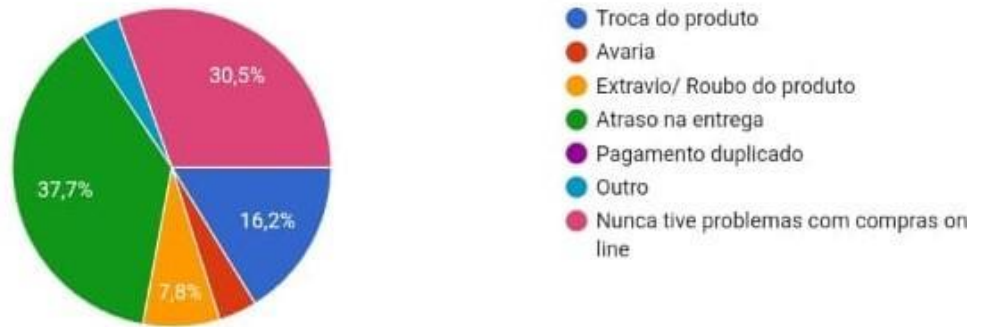 30,5%
37,7%
16,2%
7,8%
Troca do produto
Avaria
Extravio/ Roubo do produto
Atraso na entrega
Pagamento duplicado
Outro
Nunca tive problemas com compras on
line